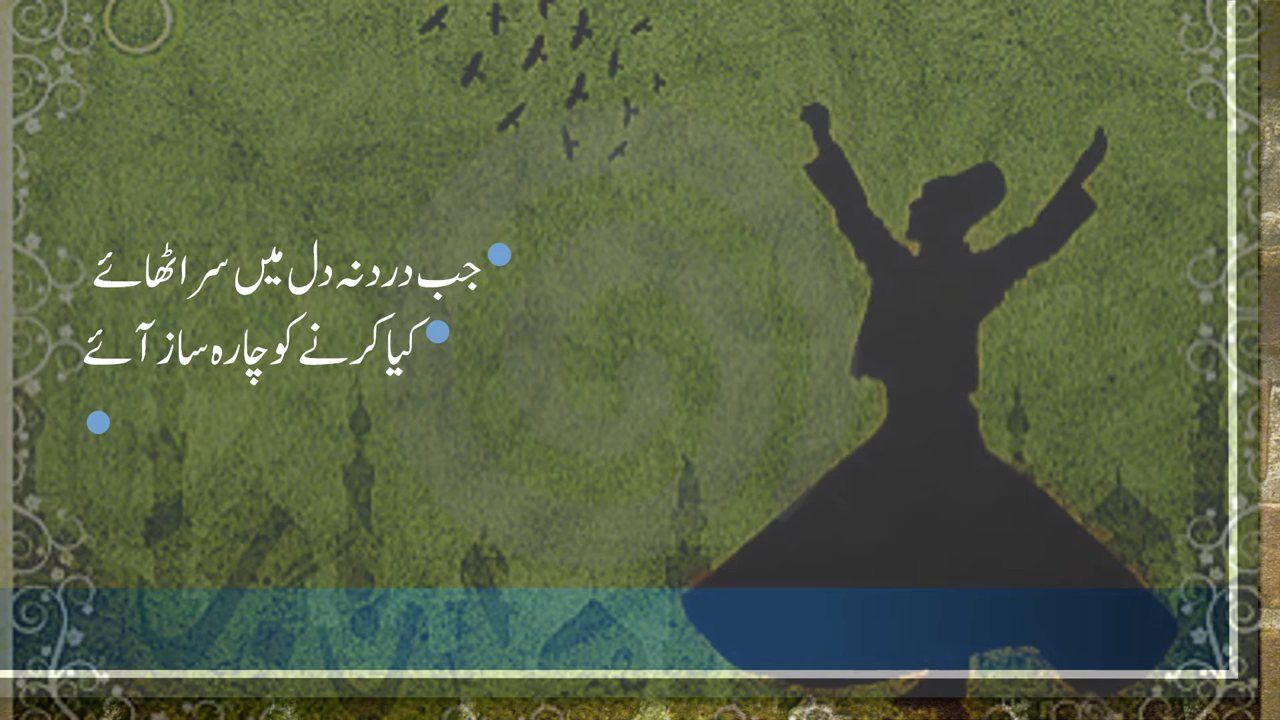 جب درد نہ دل میں سر اٹھائے
کیا کرنے کو چارہ ساز آئے